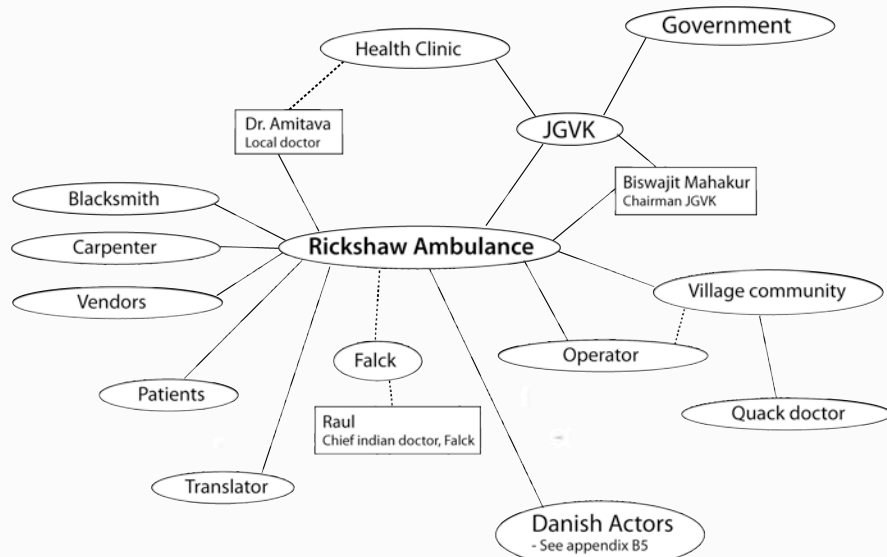 Government
Health Clinic
Dr. Amitava
Local doctor
JGVK
Biswajit Mahakur
Chairman JGVK
Blacksmith
Carpenter
Rickshaw Ambulance
Vendors
Village community
Falck
Operator
Patients
Raul
Chief indian doctor, Falck
Quack doctor
Translator
Danish Actors
- See appendix B5